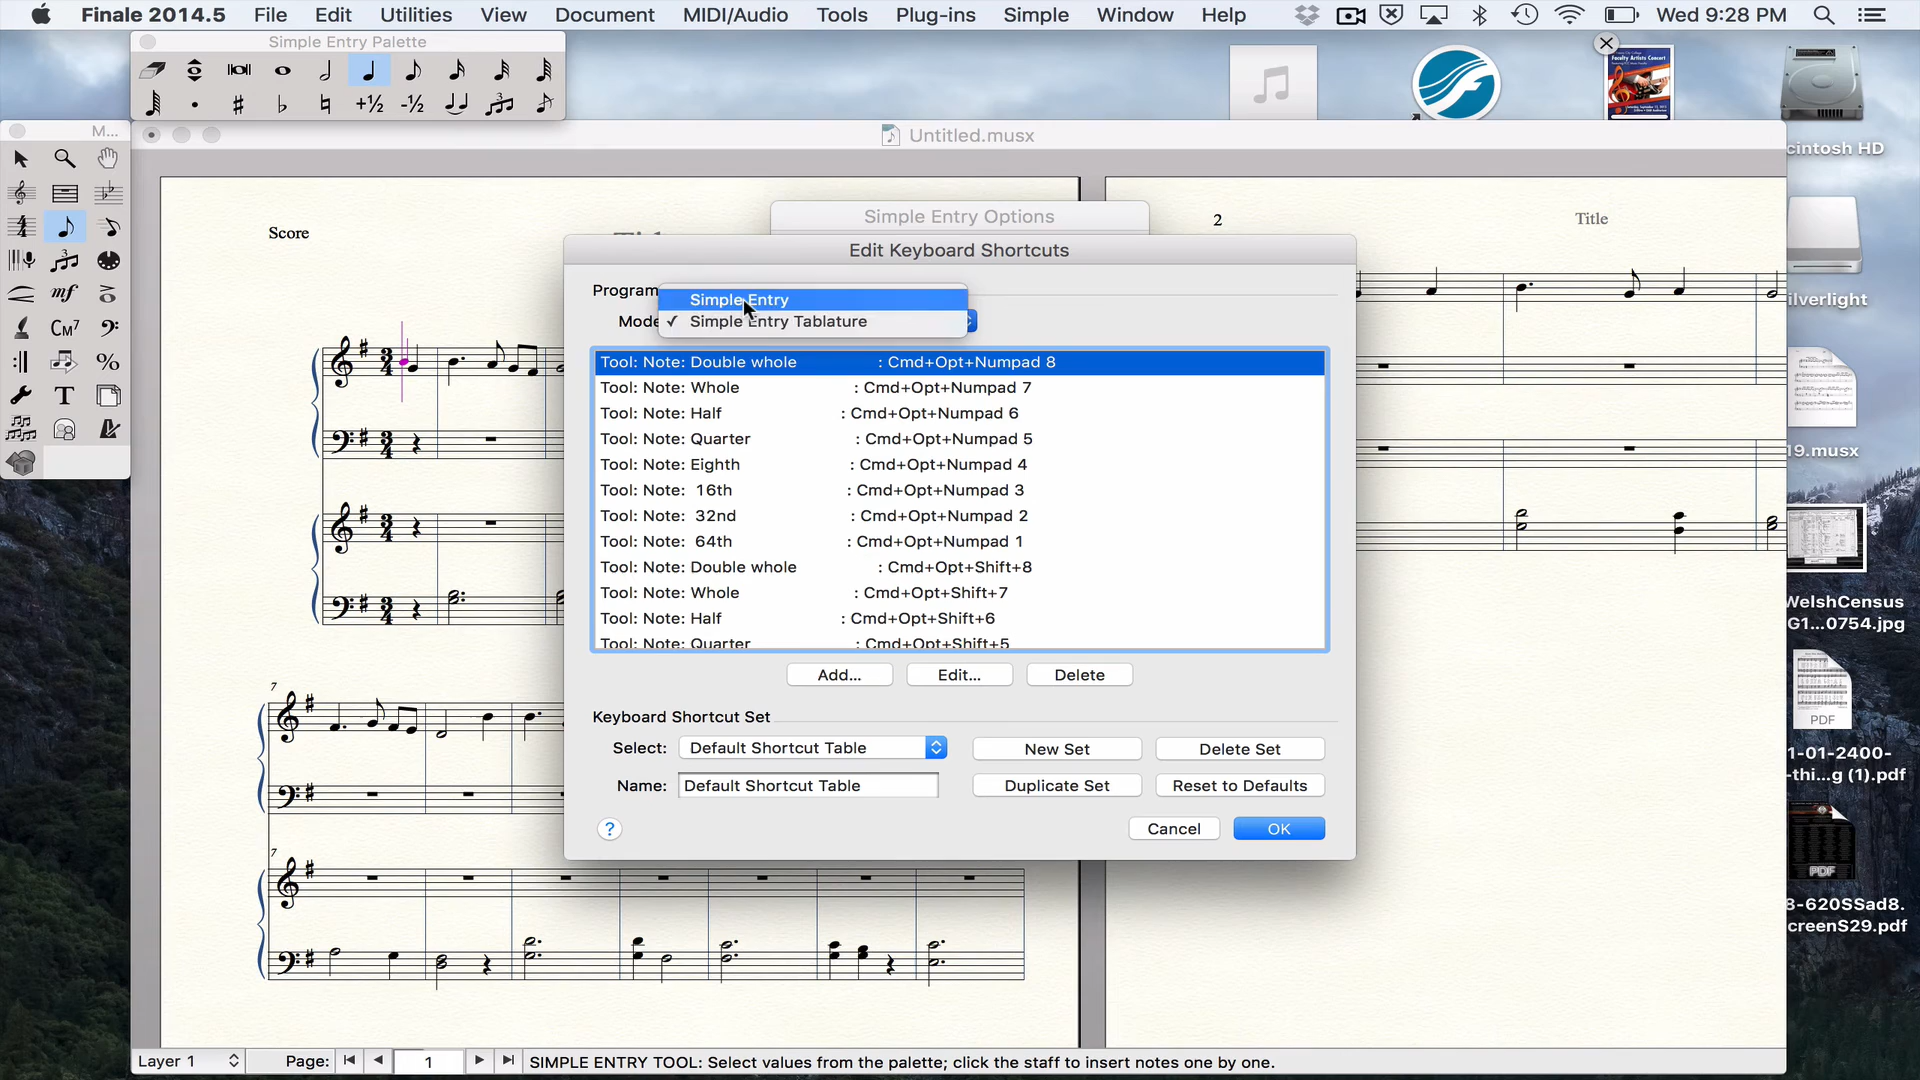 Finale 2014.5 File Edit Utilities View Document MIDI/Audio Tools Plug-ins Simple Window Help Wed 9:28 PM
Simple Entry Palette
+½ -½
Faculty Artists Concert
M...
Untitled.musx
cintosh HD
Score
Simple Entry Options
2
Title
Edit Keyboard Shortcuts
Program
Simple Entry
Mode
✓ Simple Entry Tablature
ilverlight
Tool: Note: Double whole : Cmd+Opt+Numpad 8
Tool: Note: Whole : Cmd+Opt+Numpad 7
Tool: Note: Half : Cmd+Opt+Numpad 6
Tool: Note: Quarter : Cmd+Opt+Numpad 5
Tool: Note: Eighth : Cmd+Opt+Numpad 4
Tool: Note: 16th : Cmd+Opt+Numpad 3
Tool: Note: 32nd : Cmd+Opt+Numpad 2
Tool: Note: 64th : Cmd+Opt+Numpad 1
Tool: Note: Double whole : Cmd+Opt+Shift+8
Tool: Note: Whole : Cmd+Opt+Shift+7
Tool: Note: Half : Cmd+Opt+Shift+6
Tool: Note: Quarter : Cmd+Opt+Shift+5
19.musx
WelshCensus
G1...0754.jpg
Add... Edit... Delete
Keyboard Shortcut Set
Select: Default Shortcut Table New Set Delete Set
Name: Default Shortcut Table Duplicate Set Reset to Defaults
? Cancel OK
PDF
1-01-2400-
-thi...g (1).pdf
PDF
3-620SSad8.
creenS29.pdf
7
7
mf
CM7
T
Layer 1 Page: 1 SIMPLE ENTRY TOOL: Select values from the palette; click the staff to insert notes one by one.